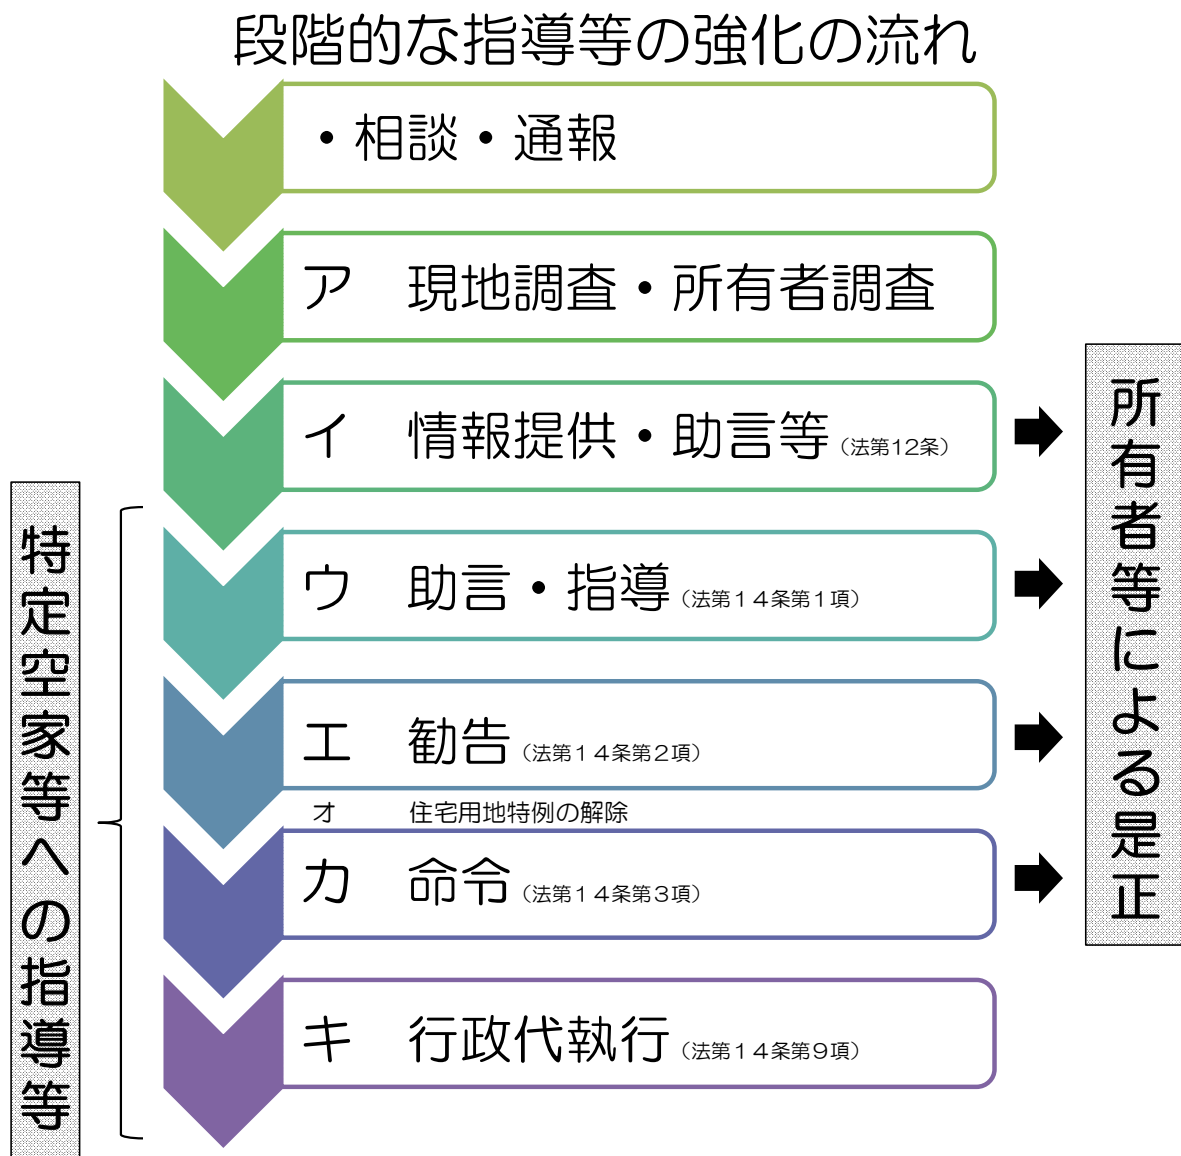 段階的な指導等の強化の流れ
・相談・通報
ア　現地調査・所有者調査
イ　情報提供・助言等（法第12条）
ウ　助言・指導（法第１４条第１項）
エ　勧告（法第１４条第２項）
オ　住宅用地特例の解除
カ　命令（法第１４条第３項）
キ　行政代執行（法第１４条第９項）
特定空家等への指導等
所有者等による是正